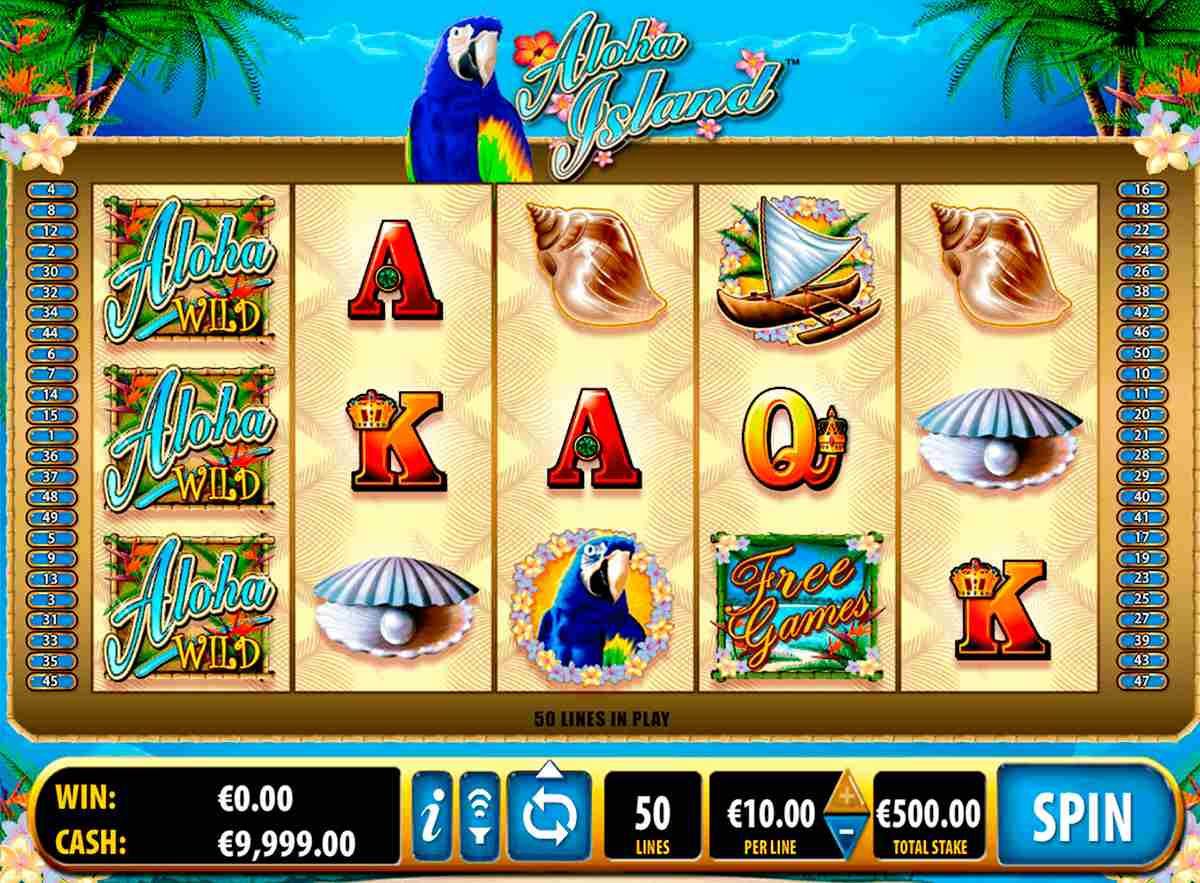 Aloha
Island™
4
8
12
2
30
32
34
44
6
7
14
15
1
36
37
48
49
5
9
13
3
31
33
35
45
Aloha
WILD
A
Aloha
WILD
K
A
Q
Aloha
WILD
Free
Games
K
16
18
22
24
26
38
42
46
50
10
11
20
21
28
29
40
41
17
19
23
25
27
39
43
47
50 LINES IN PLAY
WIN: €0.00
CASH: €9,999.00
i
50
LINES
€10.00
PER LINE
+
-
€500.00
TOTAL STAKE
SPIN